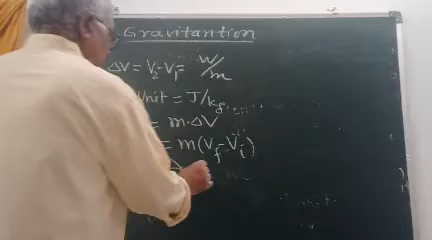 Gravitantion
ΔV = V₂-V₁ = W/m
Unit = J/kg
= m·ΔV
= m(Vf-Vi)